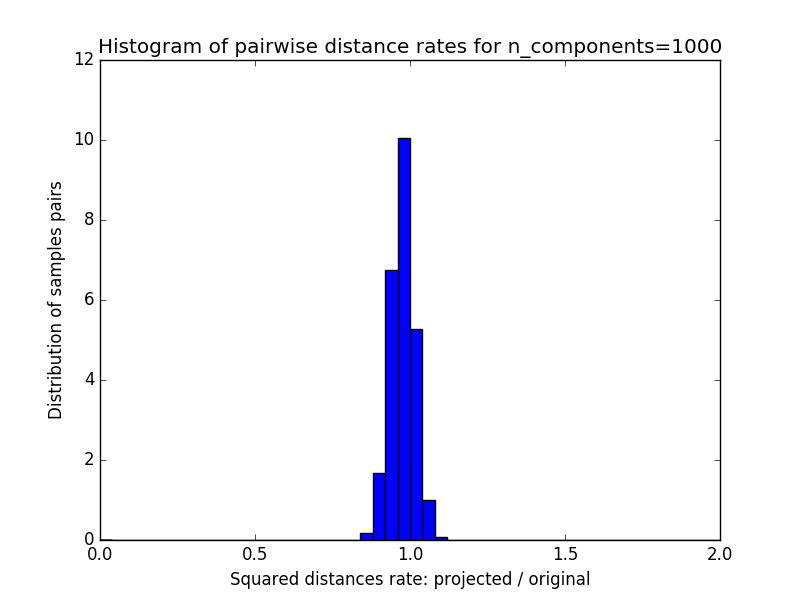 Histogram of pairwise distance rates for n_components=1000
12
10
8
6
4
2
0
Distribution of samples pairs
0.0 0.5 1.0 1.5 2.0
Squared distances rate: projected / original